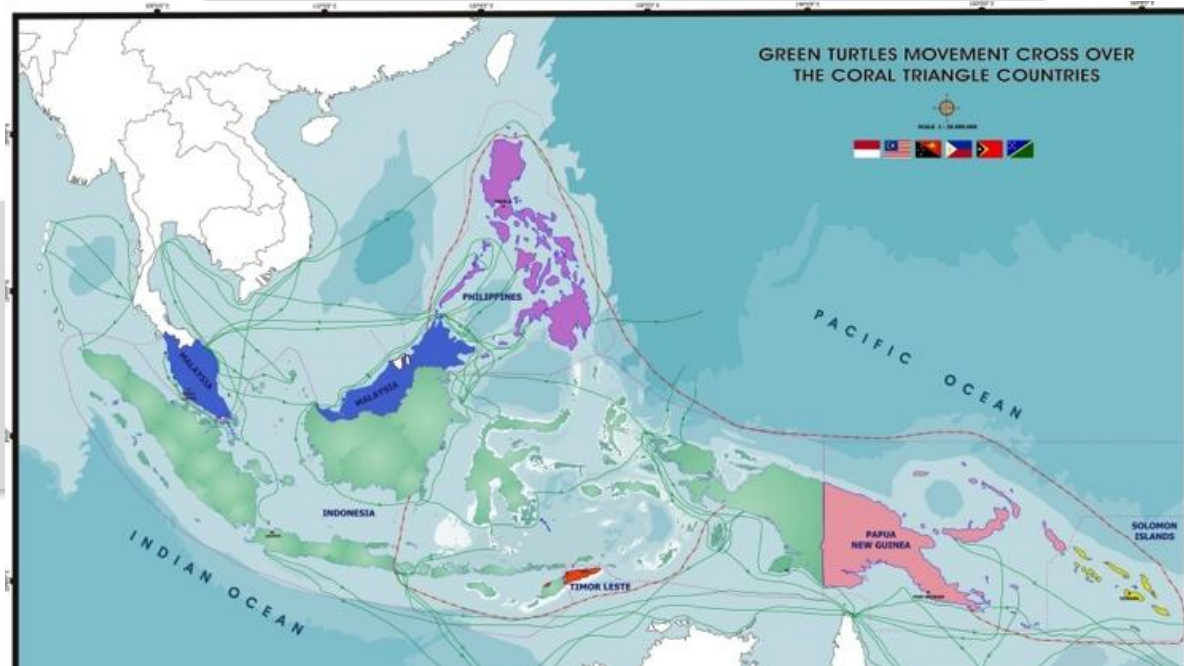 GREEN TURTLES MOVEMENT CROSS OVER
THE CORAL TRIANGLE COUNTRIES
PHILIPPINES
PACIFIC OCEAN
MALAYSIA
MALAYSIA
INDONESIA
INDIAN OCEAN
TIMOR LESTE
PAPUA
NEW GUINEA
SOLOMON
ISLANDS